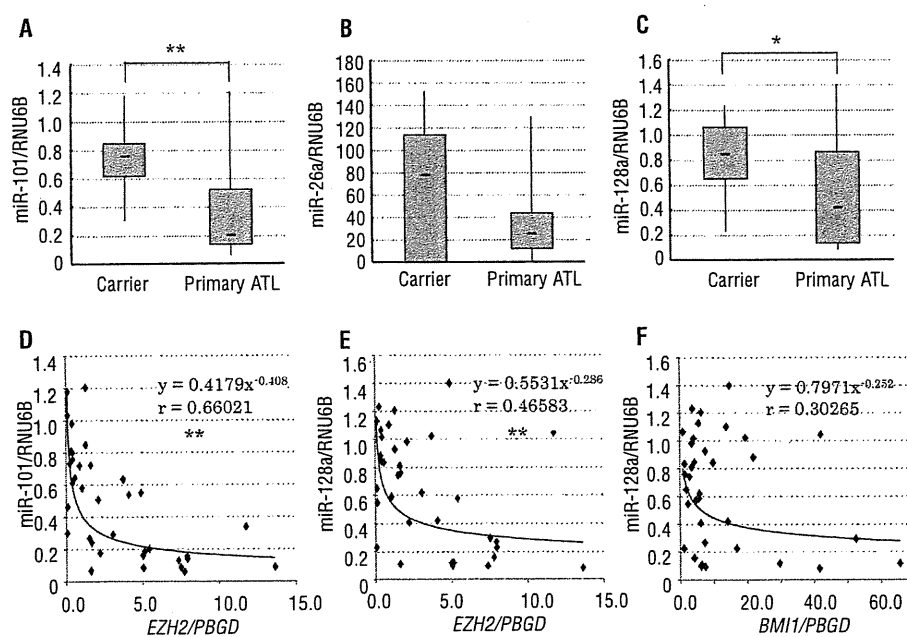 A
**
miR-101/RNU6B
1.4
1.2
1.0
0.8
0.6
0.4
0.2
0
Carrier
Primary ATL
B
miR-26a/RNU6B
180
160
140
120
100
80
60
40
20
0
Carrier
Primary ATL
C
*
miR-128a/RNU6B
1.6
1.4
1.2
1.0
0.8
0.6
0.4
0.2
0
Carrier
Primary ATL
D
miR-101/RNU6B
1.4
1.2
1.0
0.8
0.6
0.4
0.2
0
y = 0.4179x-0.408
r = 0.66021
**
0.0
5.0
10.0
15.0
EZH2/PBGD
E
miR-128a/RNU6B
1.6
1.4
1.2
1.0
0.8
0.6
0.4
0.2
0
y = 0.5531x-0.286
r = 0.46583
**
0.0
5.0
10.0
15.0
EZH2/PBGD
F
miR-128a/RNU6B
1.6
1.4
1.2
1.0
0.8
0.6
0.4
0.2
0
y = 0.7971x-0.252
r = 0.30265
0.0
20.0
40.0
60.0
BMI1/PBGD